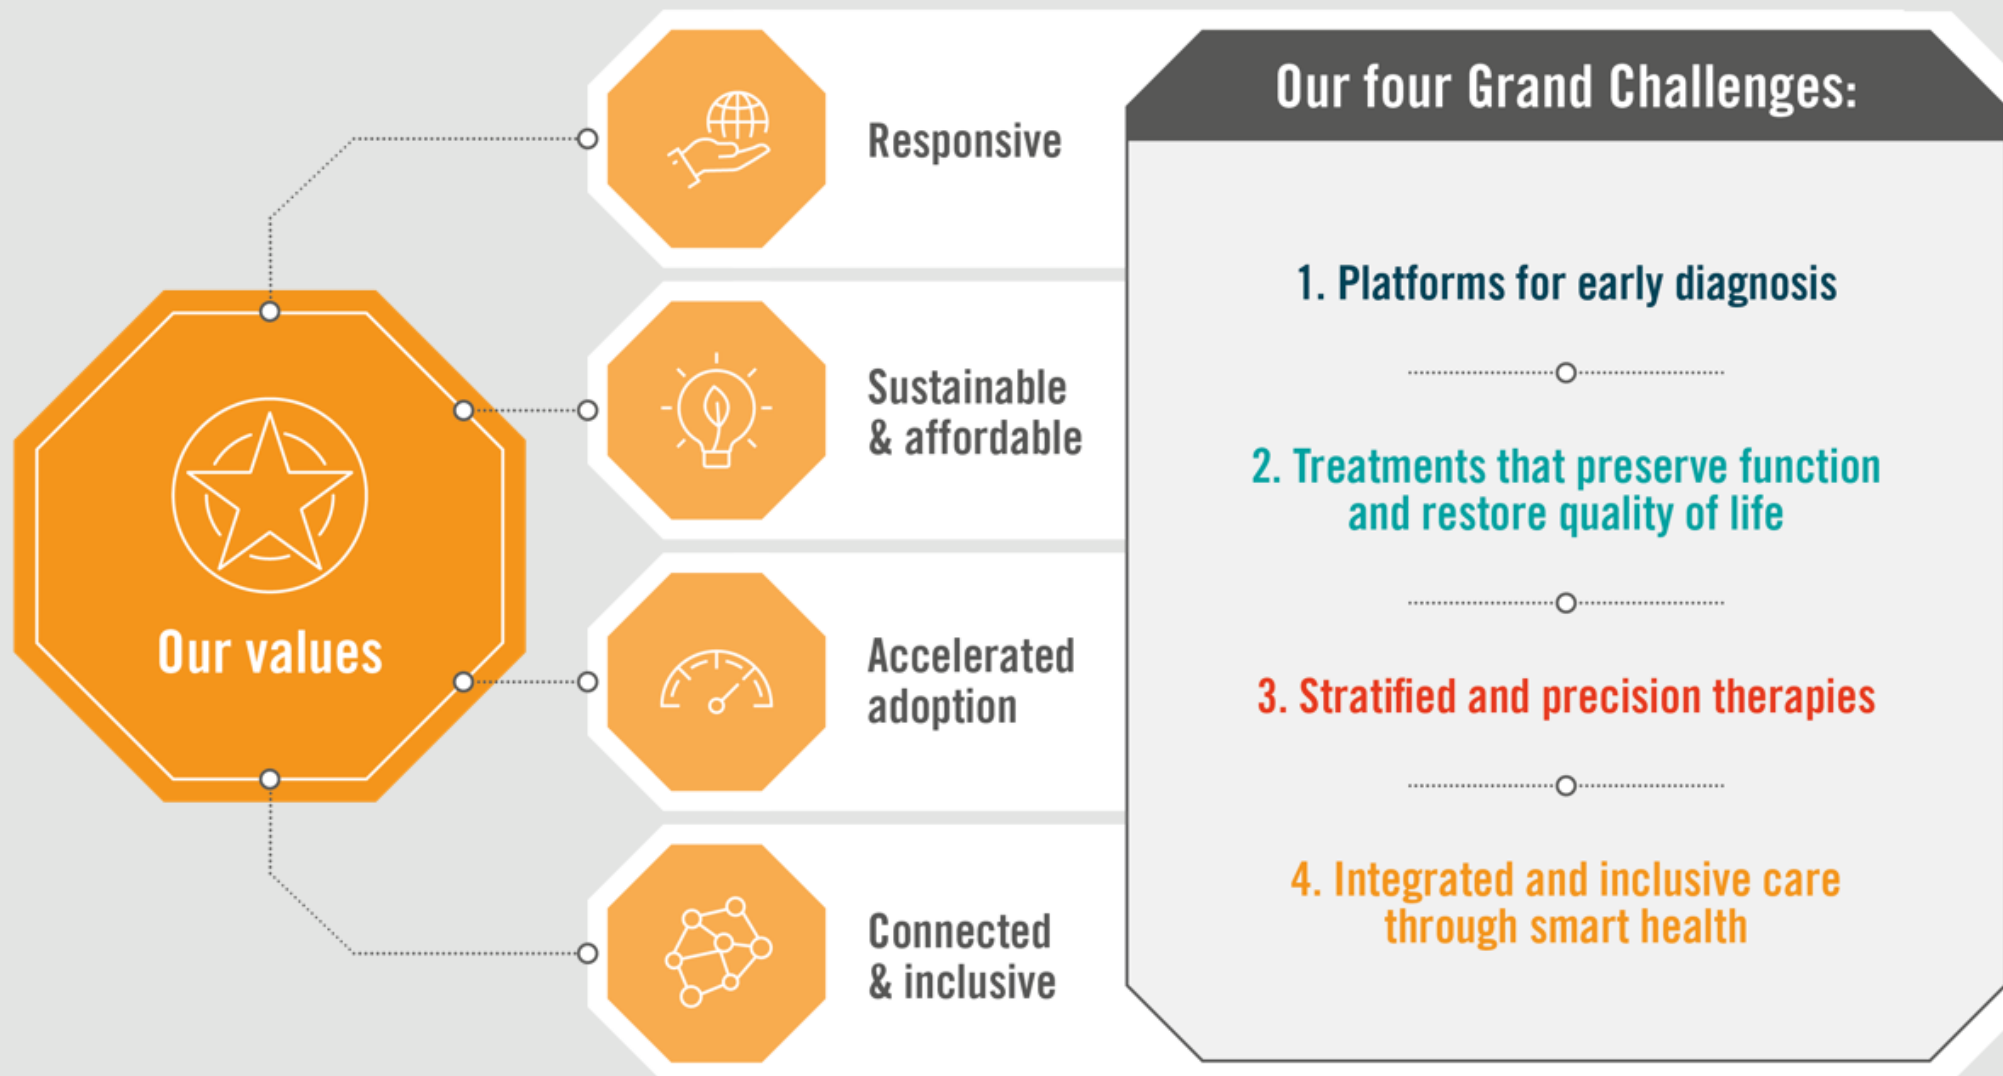 Our values
Responsive
Sustainable
& affordable
Accelerated
adoption
Connected
& inclusive
Our four Grand Challenges:
1. Platforms for early diagnosis
2. Treatments that preserve function
and restore quality of life
3. Stratified and precision therapies
4. Integrated and inclusive care
through smart health